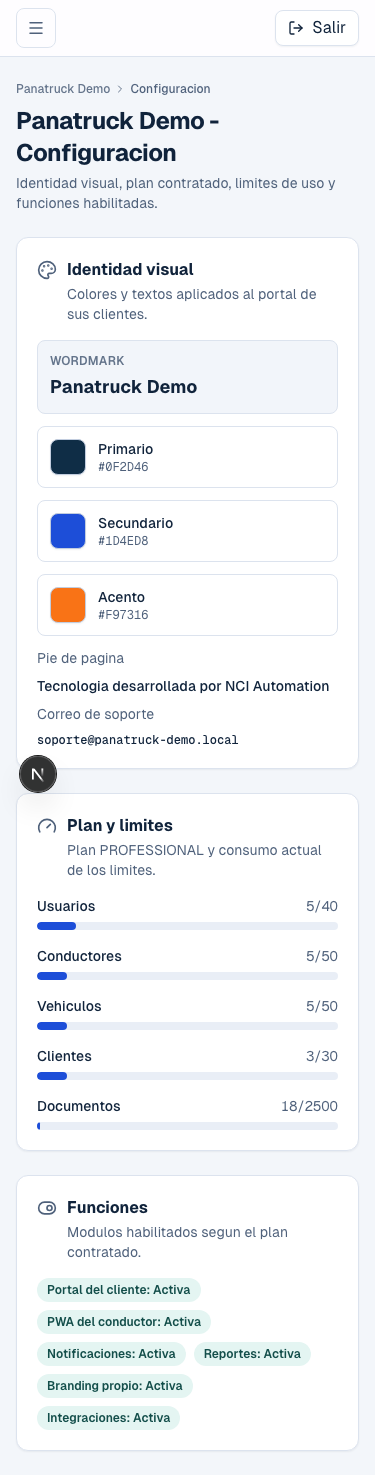 Salir
Panatruck Demo > Configuracion
Panatruck Demo -
Configuracion
Identidad visual, plan contratado, limites de uso y
funciones habilitadas.
Identidad visual
Colores y textos aplicados al portal de
sus clientes.
WORDMARK
Panatruck Demo
Primario
#0F2D46
Secundario
#1D4ED8
Acento
#F97316
Pie de pagina
Tecnologia desarrollada por NCI Automation
Correo de soporte
soporte@panatruck-demo.local
N
Plan y limites
Plan PROFESSIONAL y consumo actual
de los limites.
Usuarios 5/40
Conductores 5/50
Vehiculos 5/50
Clientes 3/30
Documentos 18/2500
Funciones
Modulos habilitados segun el plan
contratado.
Portal del cliente: Activa
PWA del conductor: Activa
Notificaciones: Activa Reportes: Activa
Branding propio: Activa
Integraciones: Activa